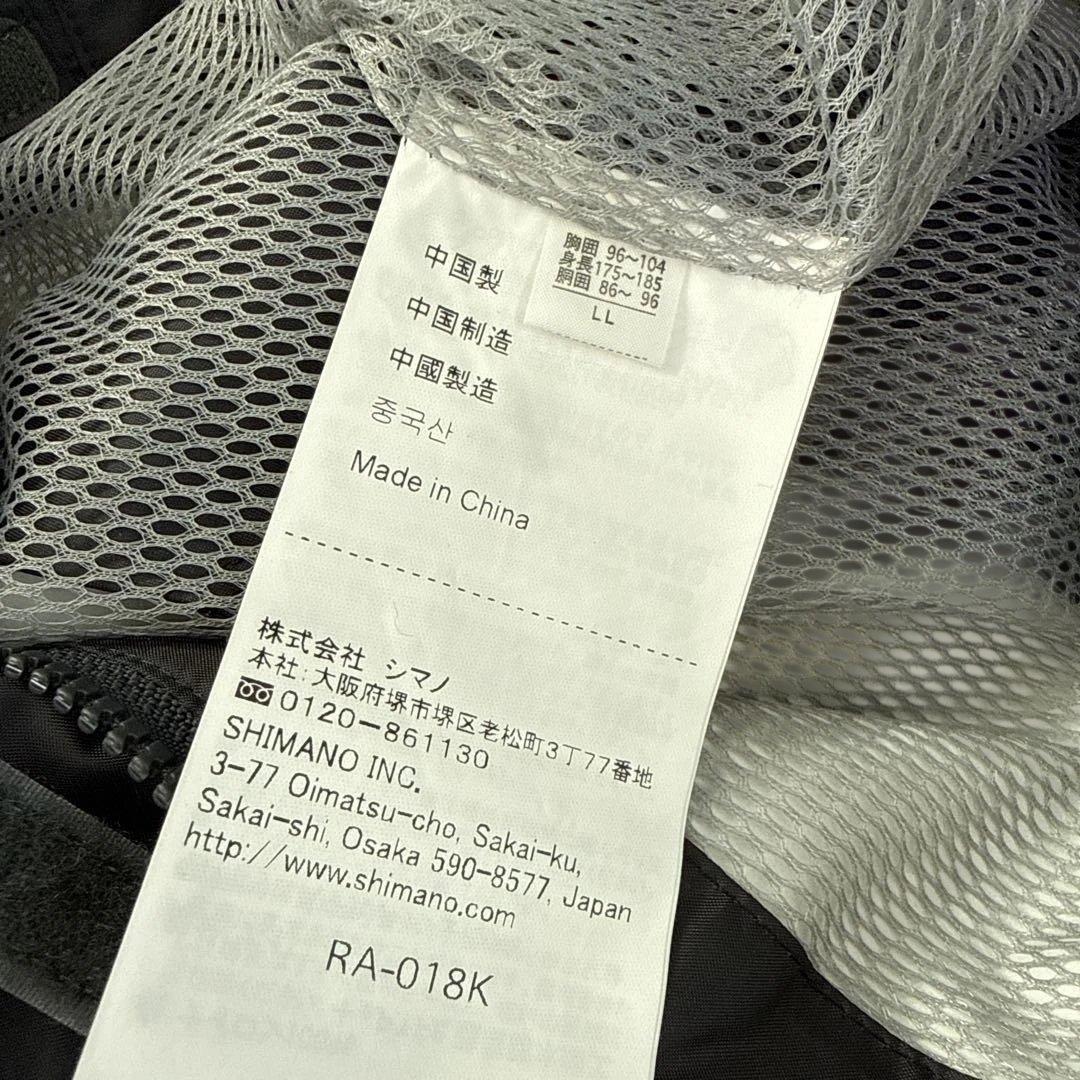 胸囲 96~104
身長175~185
胴囲 86~ 96
LL
中国製
中国制造
中國製造
중국산
Made in China
株式会社 シマノ
本社:大阪府堺市堺区老松町3丁77番地
0120-861130
SHIMANO INC.
3-77 Oimatsu-cho, Sakai-ku,
Sakai-shi, Osaka 590-8577, Japan
http://www.shimano.com
RA-018K